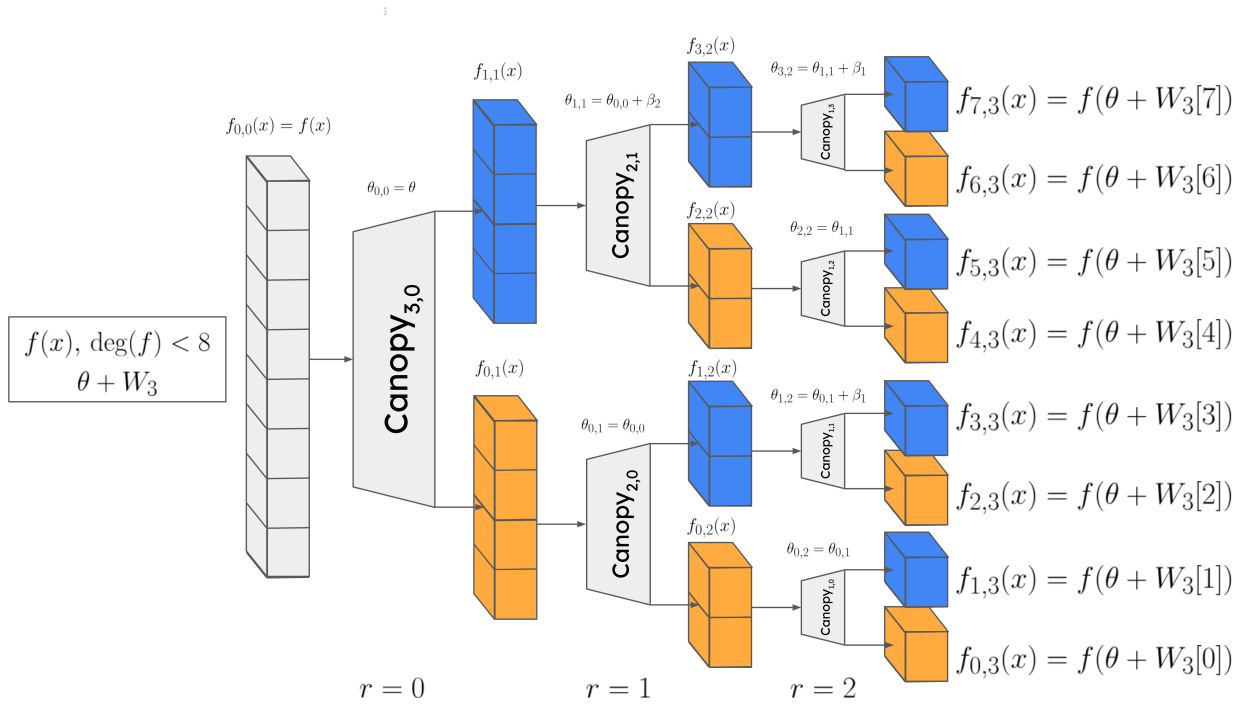 f_{0,0}(x) = f(x)
f(x), deg(f) < 8
θ + W_3
θ_{0,0} = θ
Canopy_{3,0}
r = 0
f_{1,1}(x)
f_{0,1}(x)
θ_{1,1} = θ_{0,0} + β_2
Canopy_{2,1}
θ_{0,1} = θ_{0,0}
Canopy_{2,0}
r = 1
f_{3,2}(x)
f_{2,2}(x)
f_{1,2}(x)
f_{0,2}(x)
θ_{3,2} = θ_{1,1} + β_1
Canopy_{1,3}
θ_{2,2} = θ_{1,1}
Canopy_{1,2}
θ_{1,2} = θ_{0,1} + β_1
Canopy_{1,1}
θ_{0,2} = θ_{0,1}
Canopy_{1,0}
r = 2
f_{7,3}(x) = f(θ + W_3[7])
f_{6,3}(x) = f(θ + W_3[6])
f_{5,3}(x) = f(θ + W_3[5])
f_{4,3}(x) = f(θ + W_3[4])
f_{3,3}(x) = f(θ + W_3[3])
f_{2,3}(x) = f(θ + W_3[2])
f_{1,3}(x) = f(θ + W_3[1])
f_{0,3}(x) = f(θ + W_3[0])